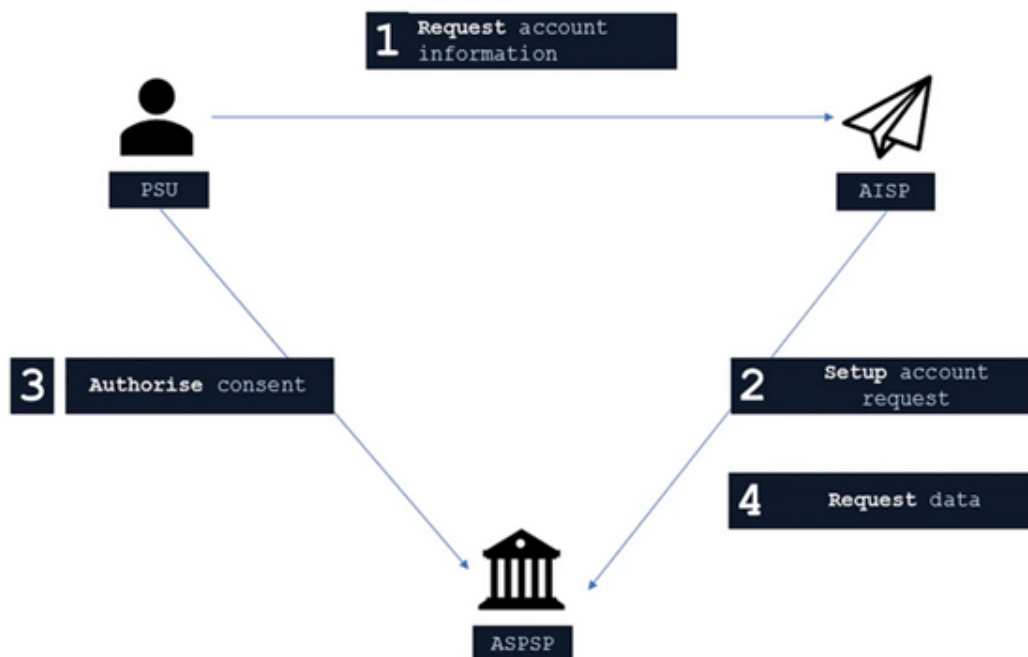 1 Request account
information
PSU
AISP
3 Authorise consent
2 Setup account
request
4 Request data
ASPSP